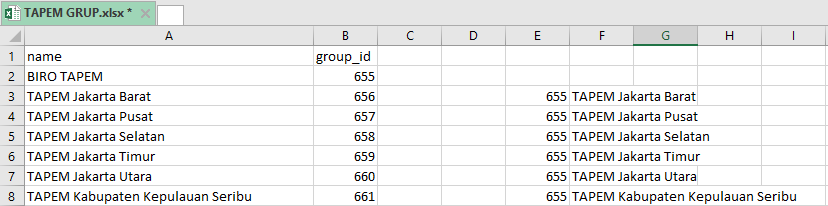 TAPEM GRUP.xlsx *
A B C D E F G H I
1 name group_id
2 BIRO TAPEM 655
3 TAPEM Jakarta Barat 656 655 TAPEM Jakarta Barat
4 TAPEM Jakarta Pusat 657 655 TAPEM Jakarta Pusat
5 TAPEM Jakarta Selatan 658 655 TAPEM Jakarta Selatan
6 TAPEM Jakarta Timur 659 655 TAPEM Jakarta Timur
7 TAPEM Jakarta Utara 660 655 TAPEM Jakarta Utara
8 TAPEM Kabupaten Kepulauan Seribu 661 655 TAPEM Kabupaten Kepulauan Seribu